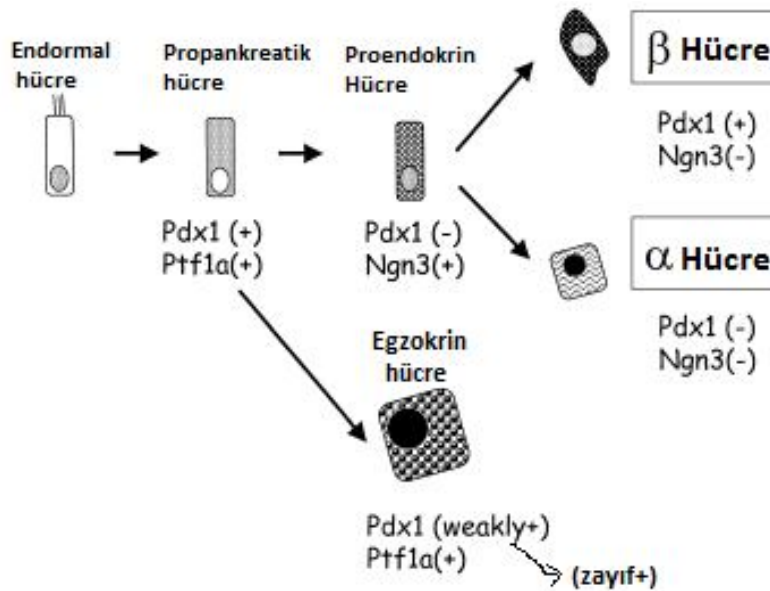 Endormal
hücre
Propankreatik
hücre
Proendokrin
Hücre
β Hücre
Pdx1 (+)
Ngn3(-)
Pdx1 (+)
Ptf1a(+)
Pdx1 (-)
Ngn3(+)
α Hücre
Pdx1 (-)
Ngn3(-)
Egzokrin
hücre
Pdx1 (weakly+)
Ptf1a(+)
(zayıf+)